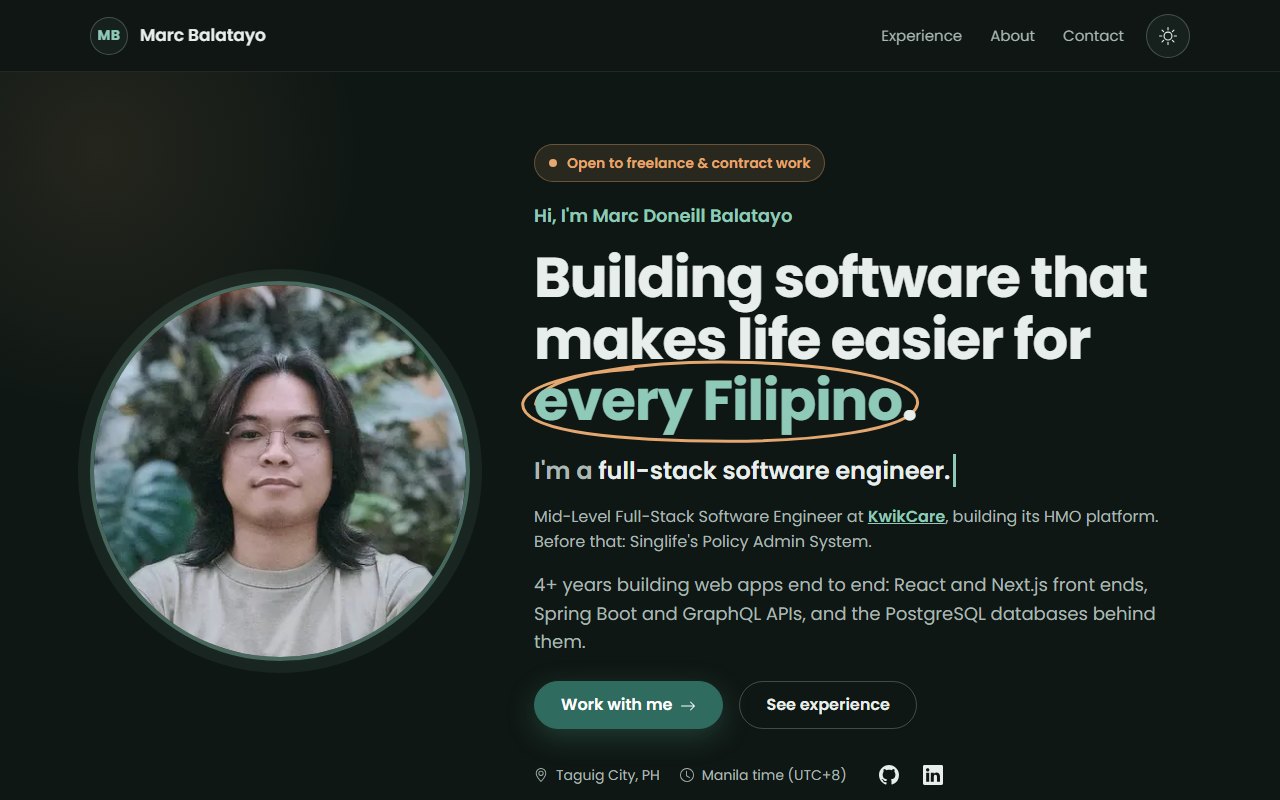 MB Marc Balatayo
Experience About Contact
Open to freelance & contract work
Hi, I'm Marc Doneill Balatayo
Building software that
makes life easier for
every Filipino.
I'm a full-stack software engineer.
Mid-Level Full-Stack Software Engineer at KwikCare, building its HMO platform.
Before that: Singlife's Policy Admin System.
4+ years building web apps end to end: React and Next.js front ends,
Spring Boot and GraphQL APIs, and the PostgreSQL databases behind
them.
Work with me →
See experience
Taguig City, PH Manila time (UTC+8)